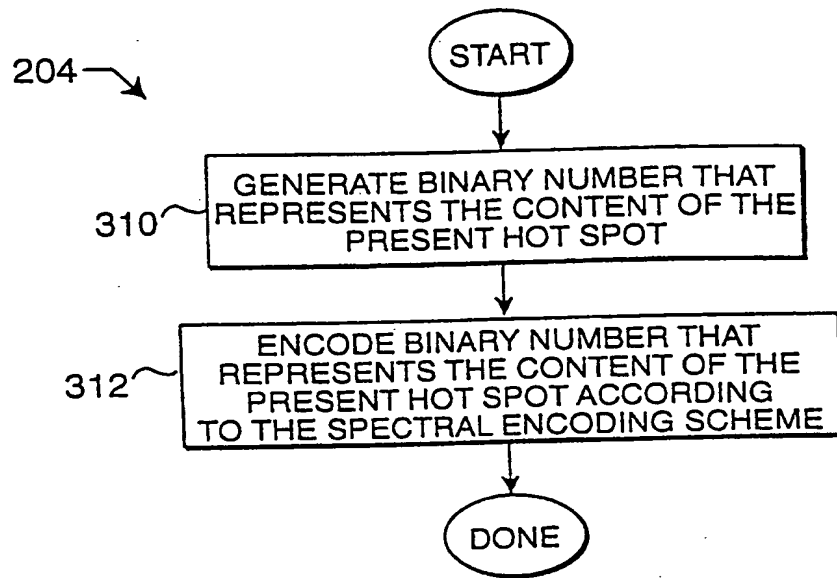 START
204
GENERATE BINARY NUMBER THAT
REPRESENTS THE CONTENT OF THE
PRESENT HOT SPOT
310
ENCODE BINARY NUMBER THAT
REPRESENTS THE CONTENT OF THE
PRESENT HOT SPOT ACCORDING
TO THE SPECTRAL ENCODING SCHEME
312
DONE